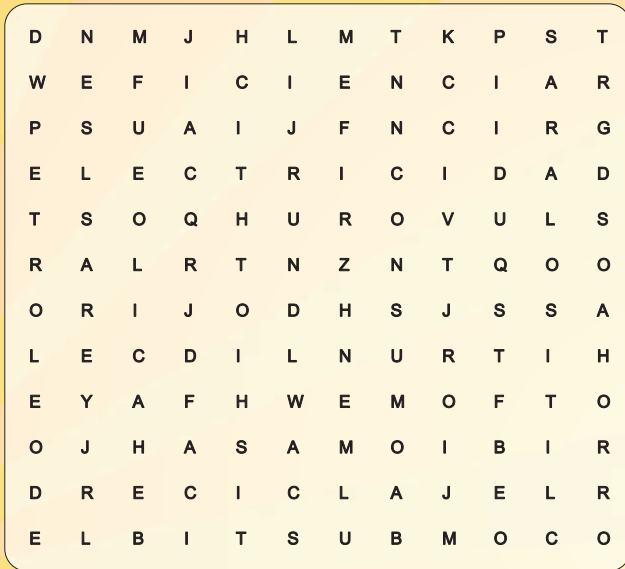 D N M J H L M T K P S T
W E F I C I E N C I A R
P S U A I J F N C I R G
E L E C T R I C I D A D
T S O Q H U R O V U L S
R A L R T N Z N T Q O O
O R I J O D H S J S S A
L E C D I L N U R T I H
E Y A F H W E M O F T O
O J H A S A M O I B I R
D R E C I C L A J E L R
E L B I T S U B M O C O